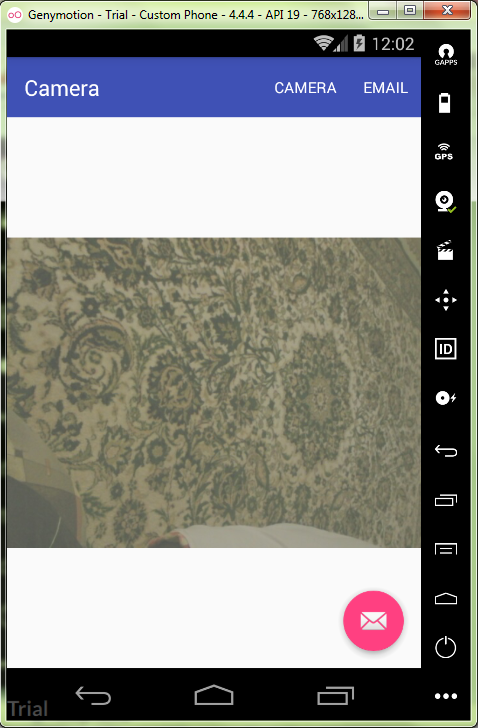 Genymotion - Trial - Custom Phone - 4.4.4 - API 19 - 768x128...
12:02
GAPPS
Camera CAMERA EMAIL
GPS
ID
Trial